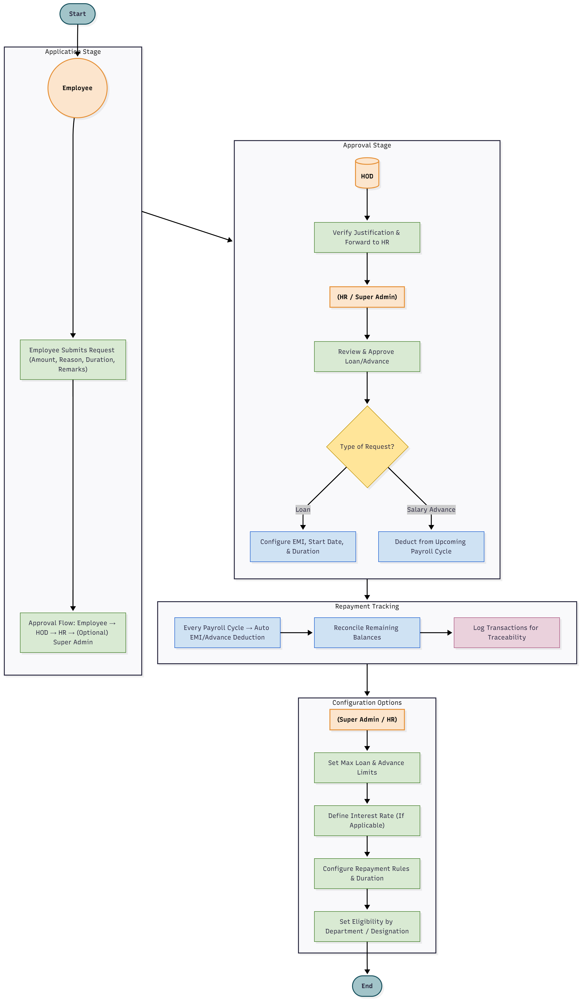 Start
Application Stage
Employee
Employee Submits Request
(Amount, Reason, Duration,
Remarks)
Approval Flow: Employee →
HOD → HR → (Optional)
Super Admin
Approval Stage
HOD
Verify Justification &
Forward to HR
(HR / Super Admin)
Review & Approve
Loan/Advance
Type of Request?
Loan
Salary Advance
Configure EMI, Start Date,
& Duration
Deduct from Upcoming
Payroll Cycle
Repayment Tracking
Every Payroll Cycle → Auto
EMI/Advance Deduction
Reconcile Remaining
Balances
Log Transactions for
Traceability
Configuration Options
(Super Admin / HR)
Set Max Loan & Advance
Limits
Define Interest Rate (If
Applicable)
Configure Repayment Rules
& Duration
Set Eligibility by
Department / Designation
End